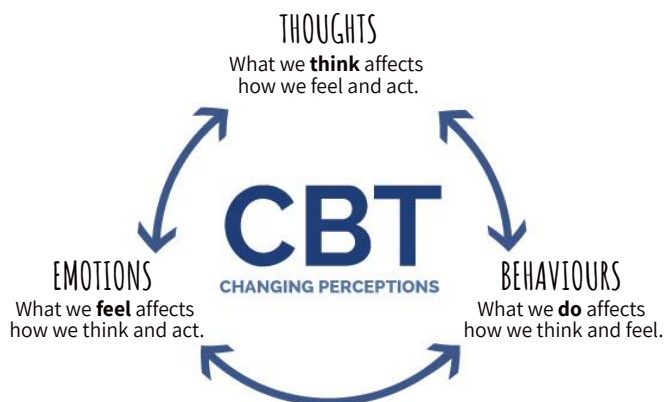 THOUGHTS
What we think affects
how we feel and act.
CBT
CHANGING PERCEPTIONS
EMOTIONS
What we feel affects
how we think and act.
BEHAVIOURS
What we do affects
how we think and feel.